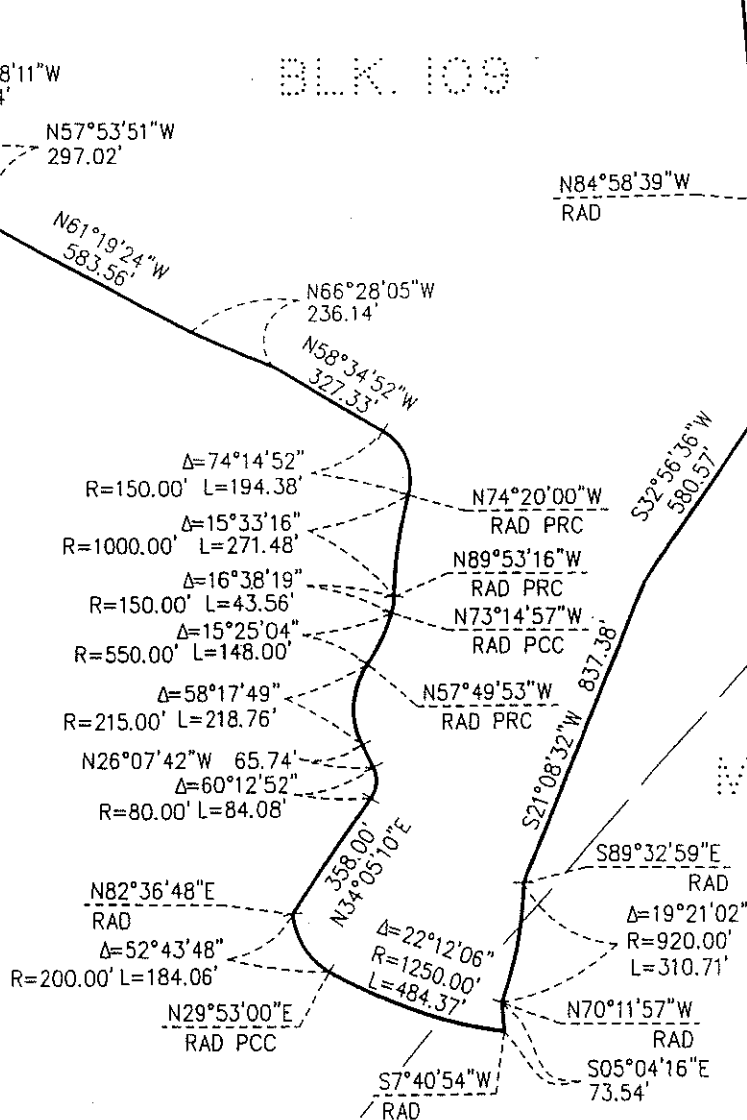 BLK. 109
8'11"W
4'
N57°53'51"W
297.02'
N84°58'39"W
RAD
N61°19'24"W
583.56'
N66°28'05"W
236.14'
N58°34'52"W
327.33'
S32°56'36"W
580.57'
Δ=74°14'52"
R=150.00' L=194.38'
N74°20'00"W
RAD PRC
Δ=15°33'16"
R=1000.00' L=271.48'
N89°53'16"W
RAD PRC
Δ=16°38'19"
R=150.00' L=43.56'
N73°14'57"W
RAD PCC
Δ=15°25'04"
R=550.00' L=148.00'
N57°49'53"W
RAD PRC
Δ=58°17'49"
R=215.00' L=218.76'
S21°08'32"W 837.38'
N26°07'42"W 65.74'
Δ=60°12'52"
R=80.00' L=84.08'
M
358.00'
N34°05'10"E
S89°32'59"E
RAD
N82°36'48"E
RAD
Δ=19°21'02"
R=920.00'
L=310.71'
Δ=52°43'48"
R=200.00' L=184.06'
Δ=22°12'06"
R=1250.00'
L=484.37'
N29°53'00"E
RAD PCC
N70°11'57"W
RAD
S05°04'16"E
73.54'
S7°40'54"W
RAD